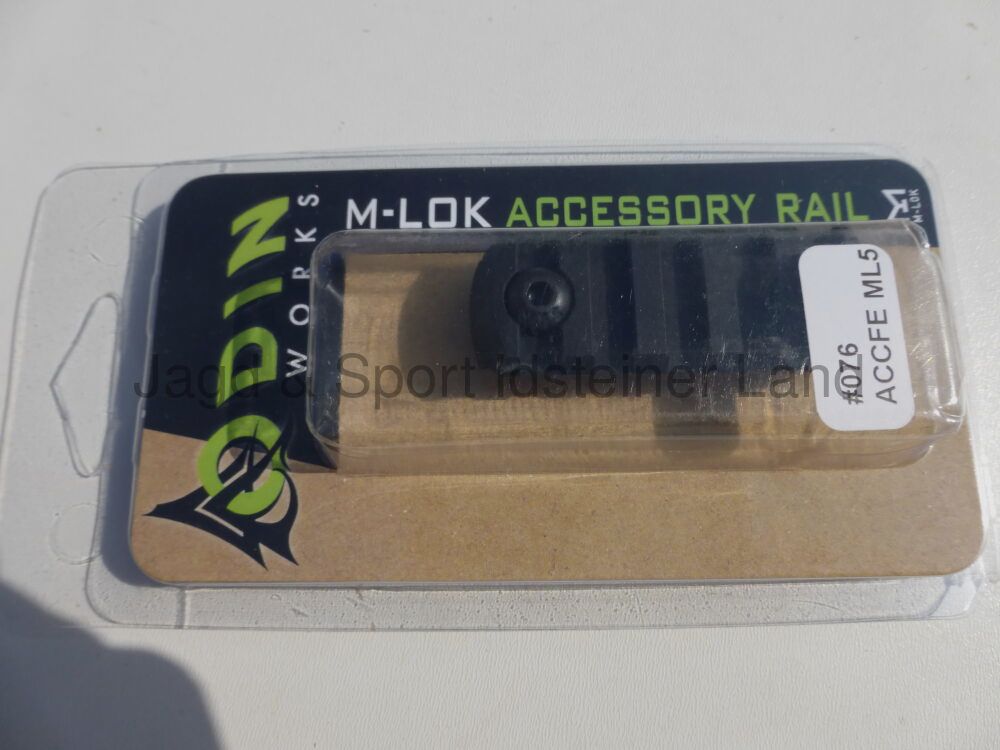 ODIN
WORKS.
M-LOK ACCESSORY RAIL
M-LOK
#076
ACCFE ML5
Jagd & Sport Idsteiner Land